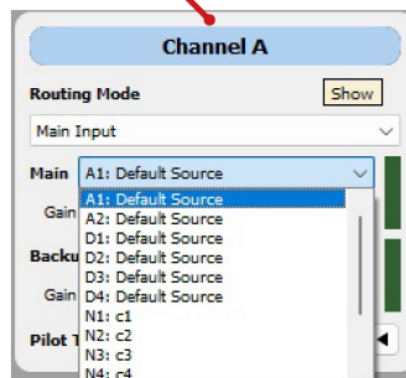 Channel A
Routing Mode Show
Main Input
Main A1: Default Source
A1: Default Source
Gain A2: Default Source
D1: Default Source
Backu D2: Default Source
D3: Default Source
Gain D4: Default Source
N1: c1
Pilot T N2: c2
N3: c3
N4: c4